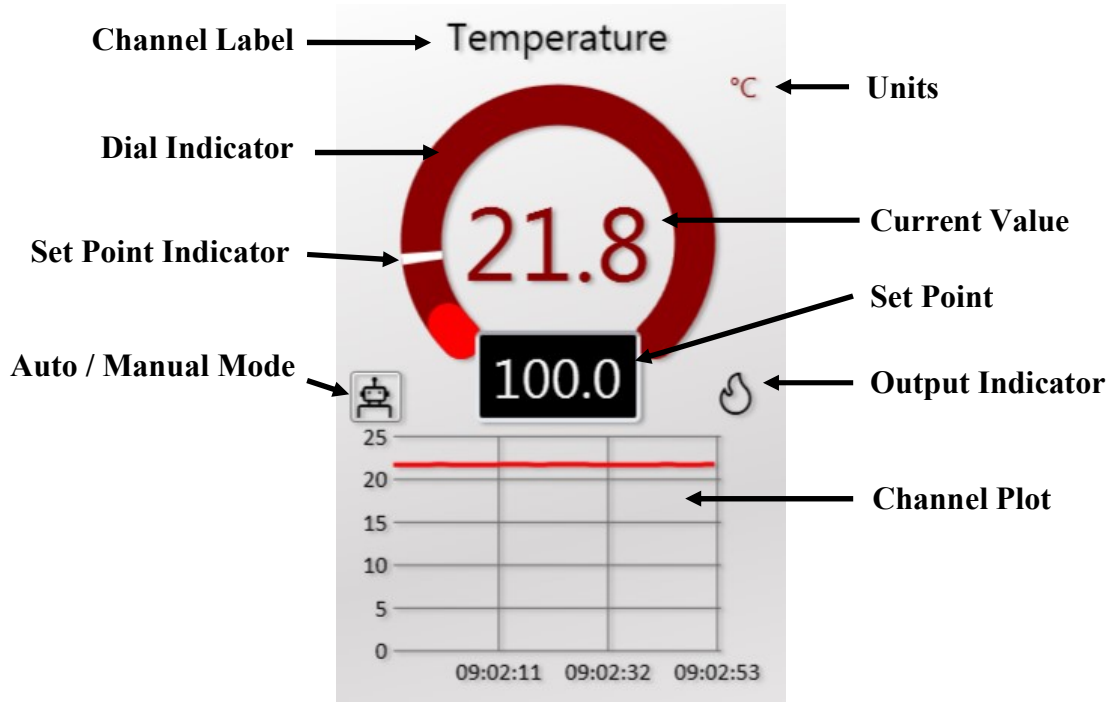 Channel Label
Temperature
°C
Units
Dial Indicator
21.8
Current Value
Set Point Indicator
Set Point
Auto / Manual Mode
100.0
Output Indicator
25
20
15
10
5
0
Channel Plot
09:02:11 09:02:32 09:02:53